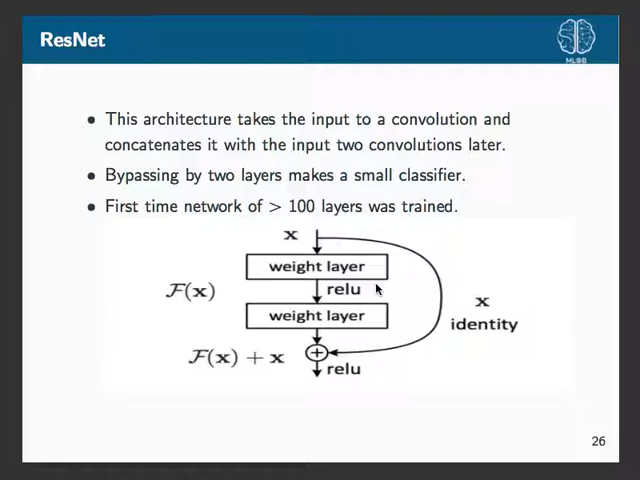 ResNet
ML@B
• This architecture takes the input to a convolution and
concatenates it with the input two convolutions later.
• Bypassing by two layers makes a small classifier.
• First time network of > 100 layers was trained.
x
weight layer
F(x)
relu
x
weight layer
identity
F(x) + x
+
relu
26